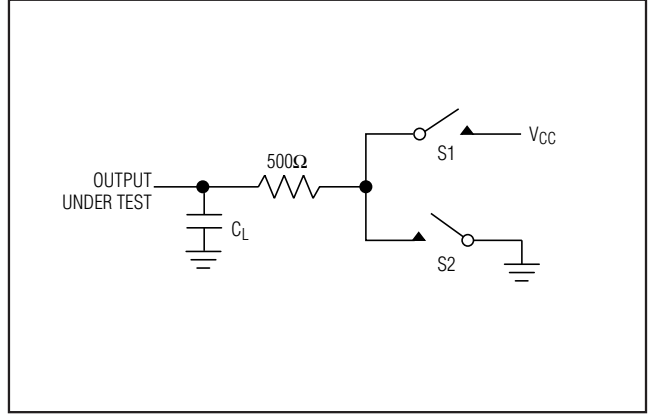 500Ω
OUTPUT
UNDER TEST
CL
S1
VCC
S2